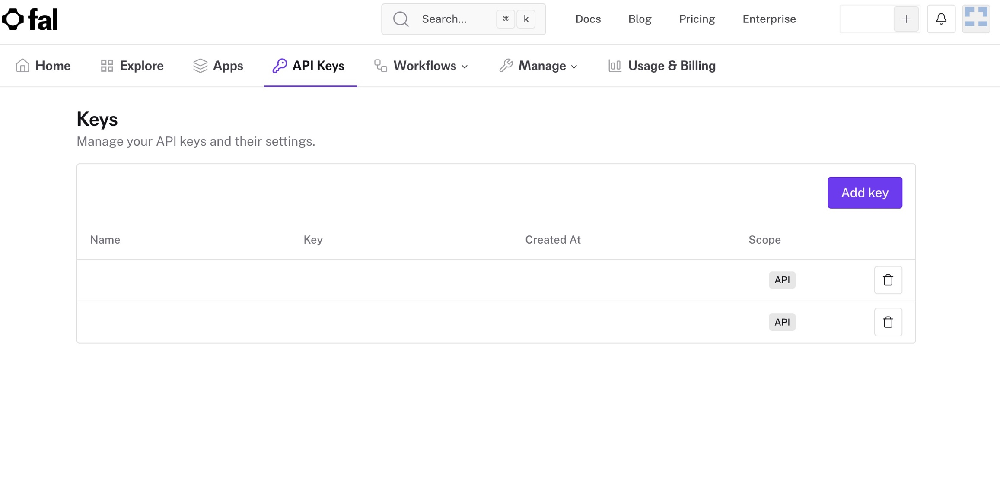 fal
Search... ⌘ k
Docs
Blog
Pricing
Enterprise
Home
Explore
Apps
API Keys
Workflows
Manage
Usage & Billing
Keys
Manage your API keys and their settings.
Add key
Name Key Created At Scope
API
API